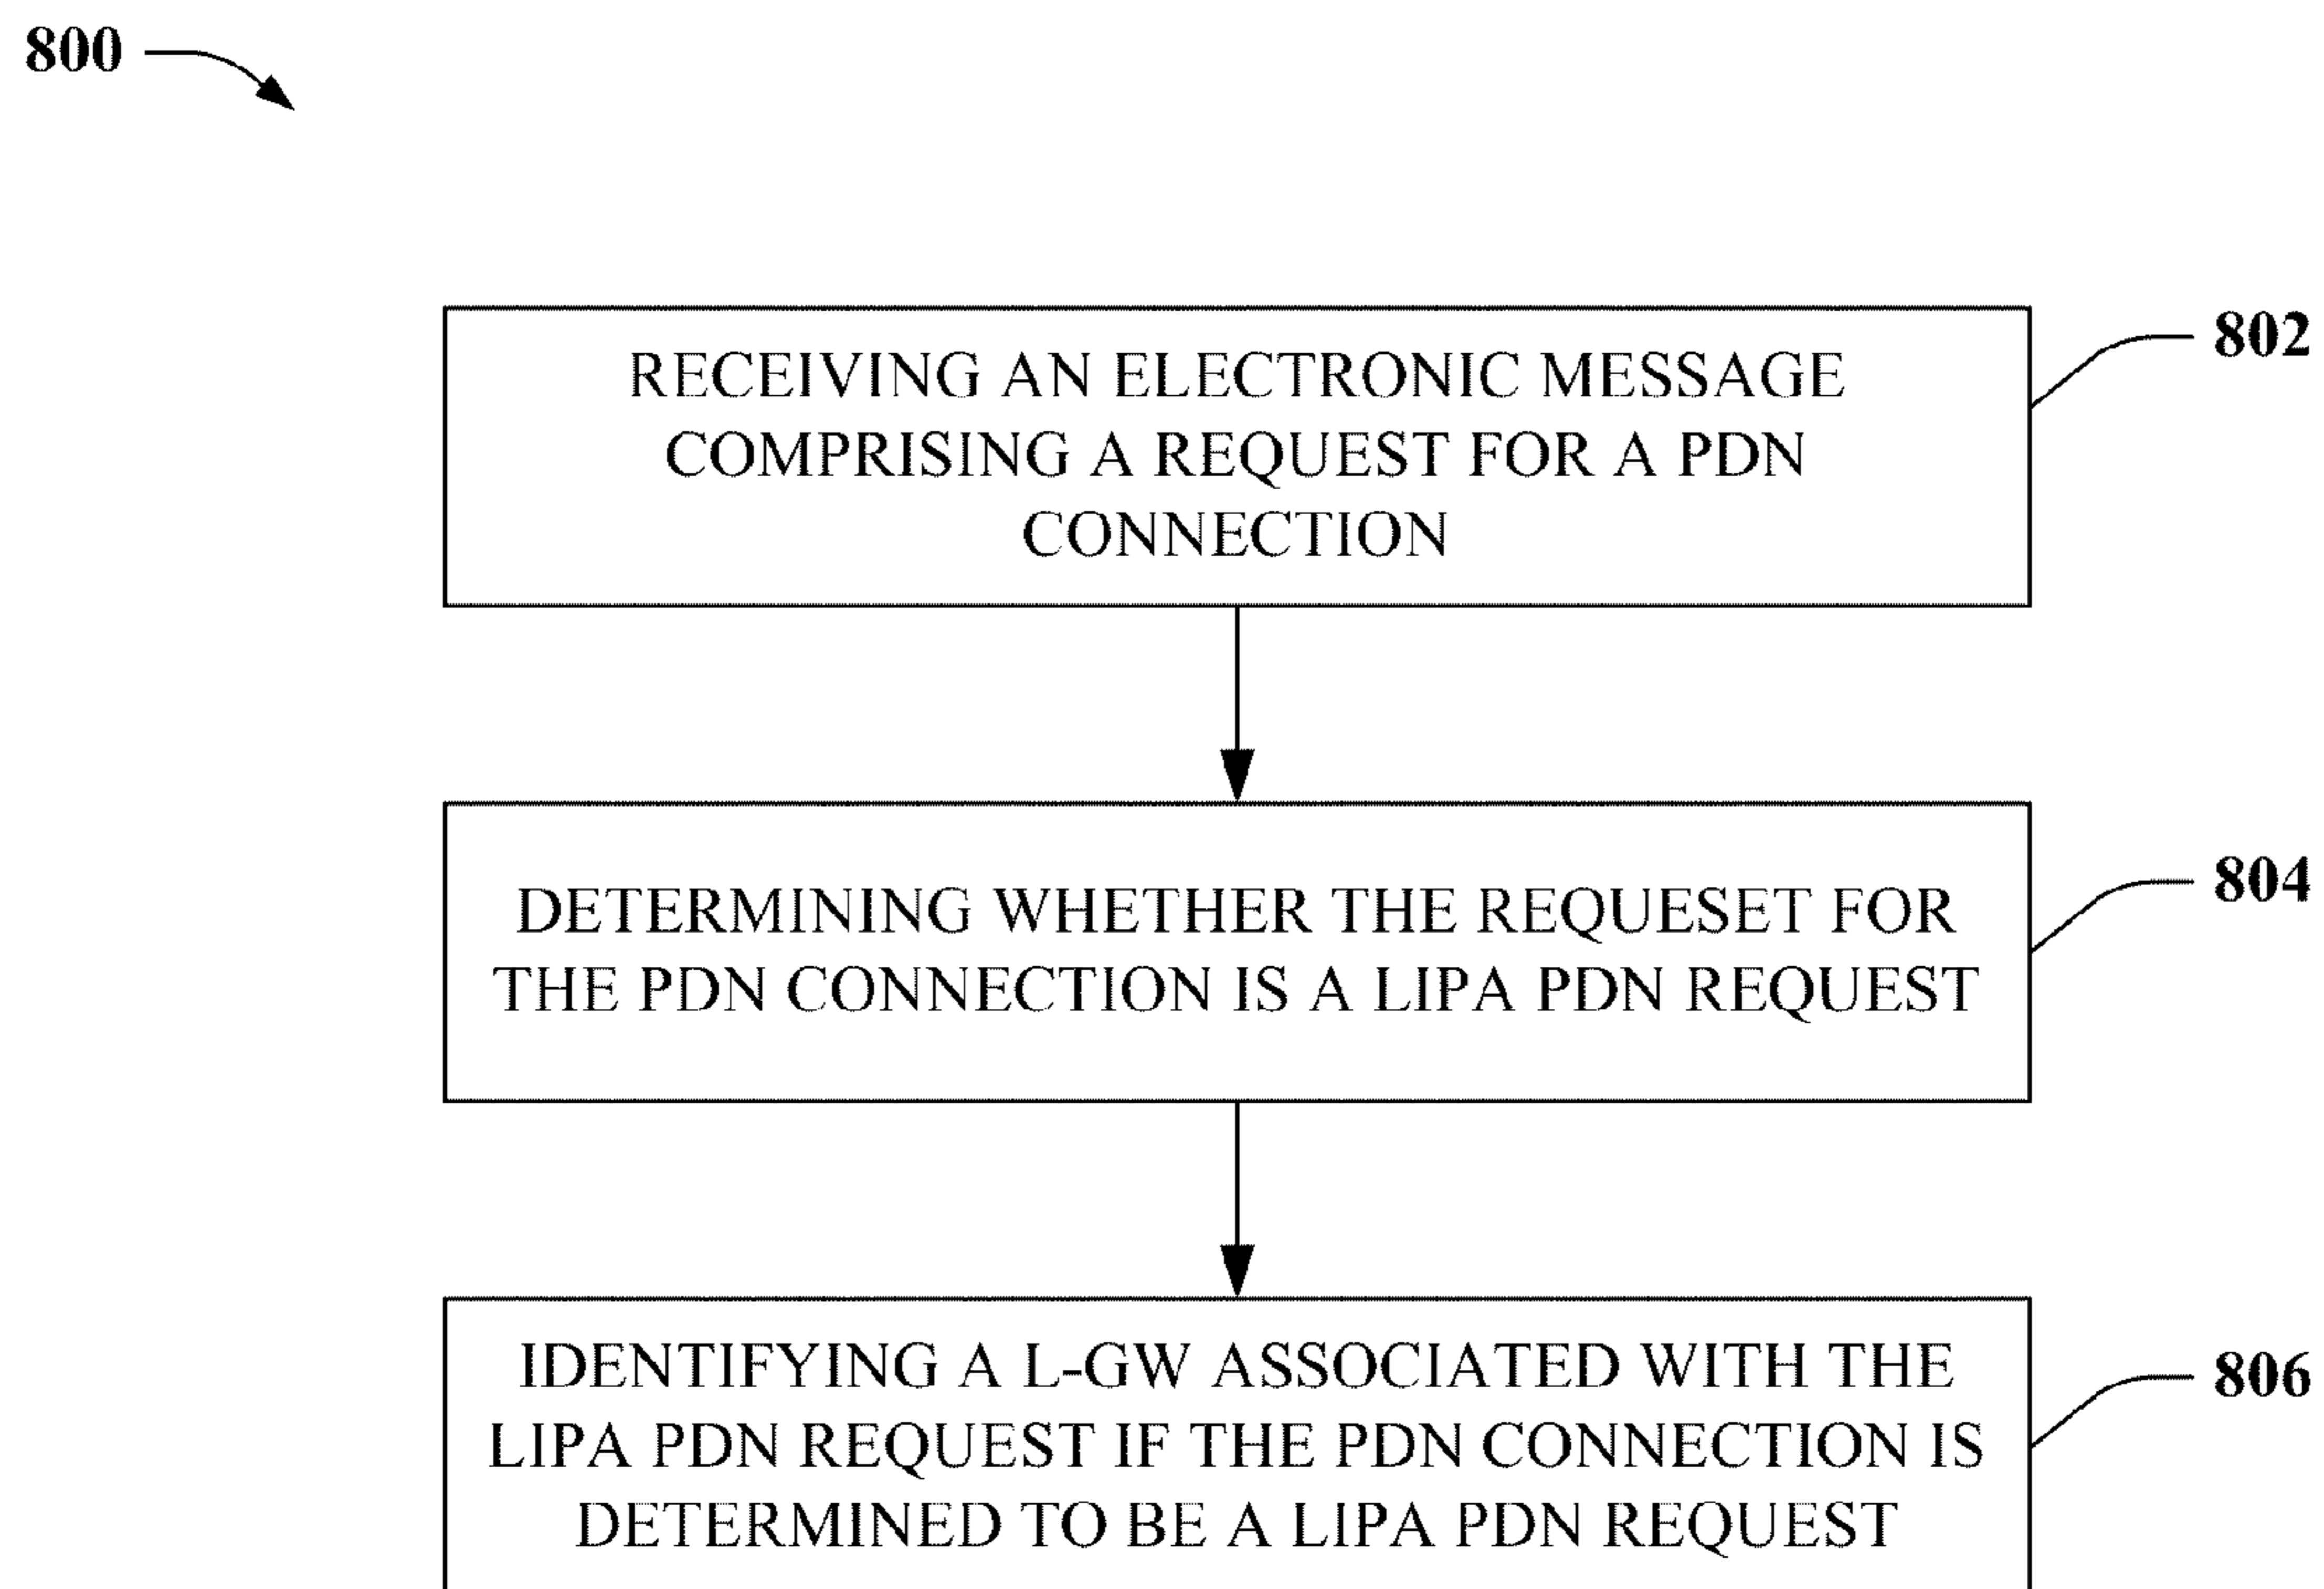 800
RECEIVING AN ELECTRONIC MESSAGE
COMPRISING A REQUEST FOR A PDN
CONNECTION
802
DETERMINING WHETHER THE REQUESET FOR
THE PDN CONNECTION IS A LIPA PDN REQUEST
804
IDENTIFYING A L-GW ASSOCIATED WITH THE
LIPA PDN REQUEST IF THE PDN CONNECTION IS
DETERMINED TO BE A LIPA PDN REQUEST
806